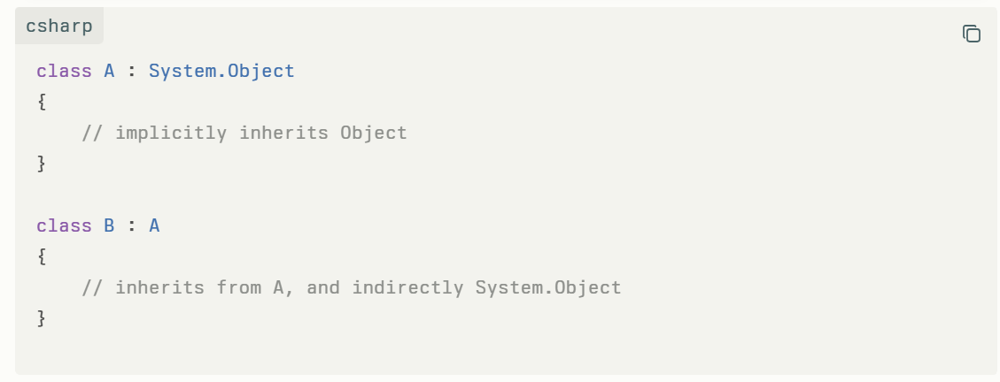 csharp
class A : System.Object
{
    // implicitly inherits Object
}

class B : A
{
    // inherits from A, and indirectly System.Object
}